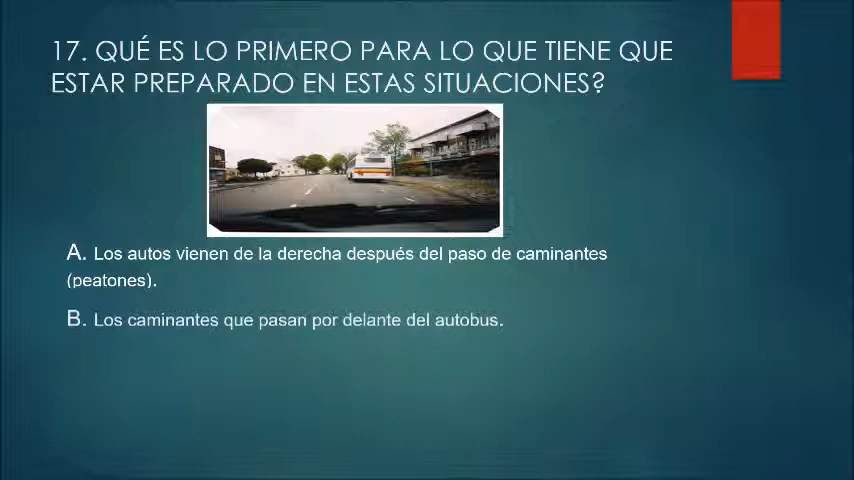 17. QUÉ ES LO PRIMERO PARA LO QUE TIENE QUE
ESTAR PREPARADO EN ESTAS SITUACIONES?
A. Los autos vienen de la derecha después del paso de caminantes
(peatones).
B. Los caminantes que pasan por delante del autobus.